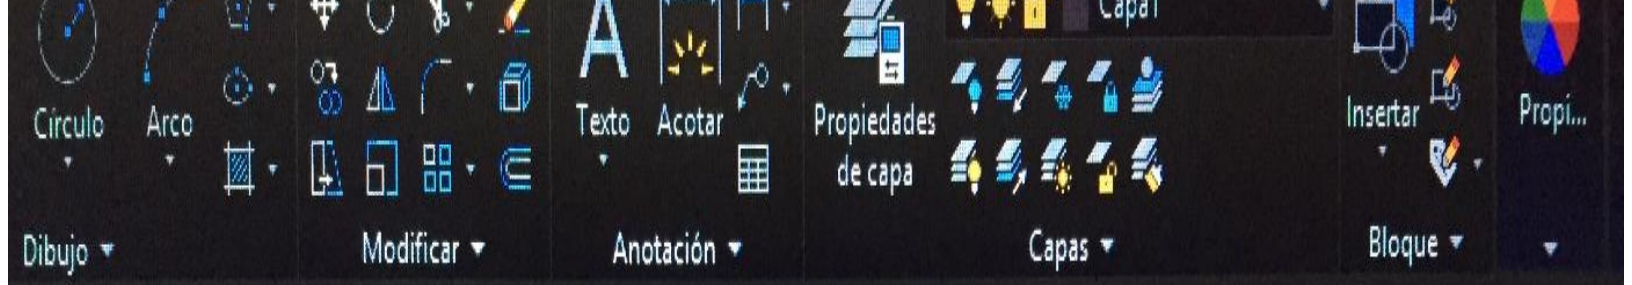 Capa1
Círculo
Arco
Texto
Acotar
Propiedades
de capa
Insertar
Propi...
Dibujo
Modificar
Anotación
Capas
Bloque